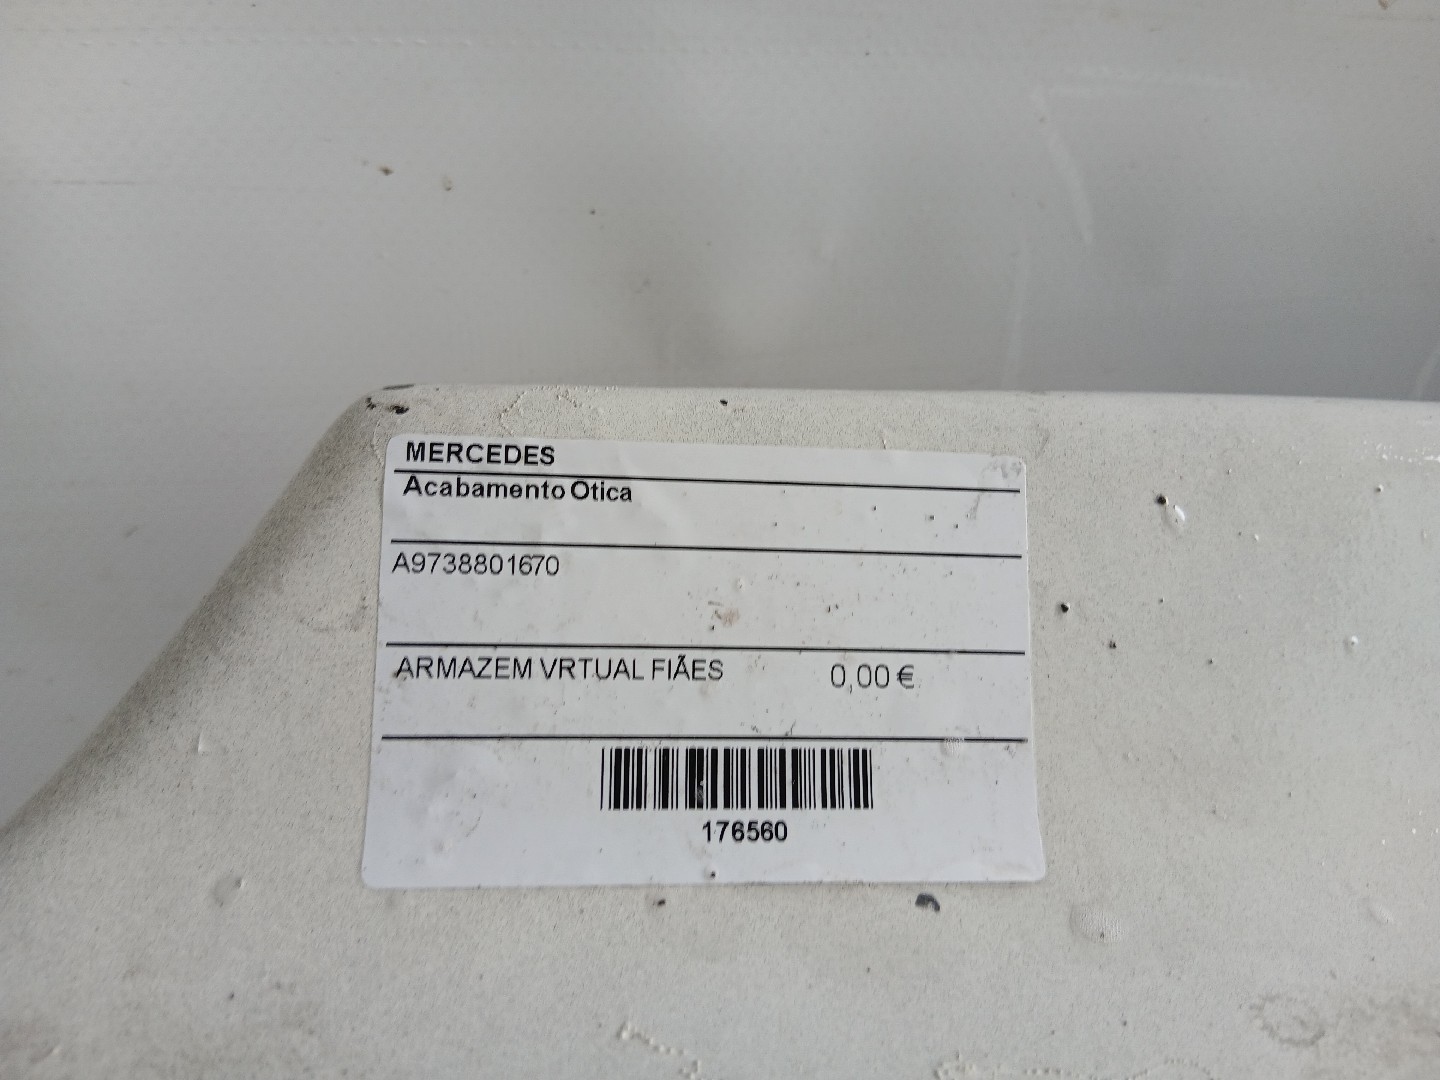 MERCEDES
Acabamento Otica
A9738801670
ARMAZEM VRTUAL FIÃES 0,00 €
176560